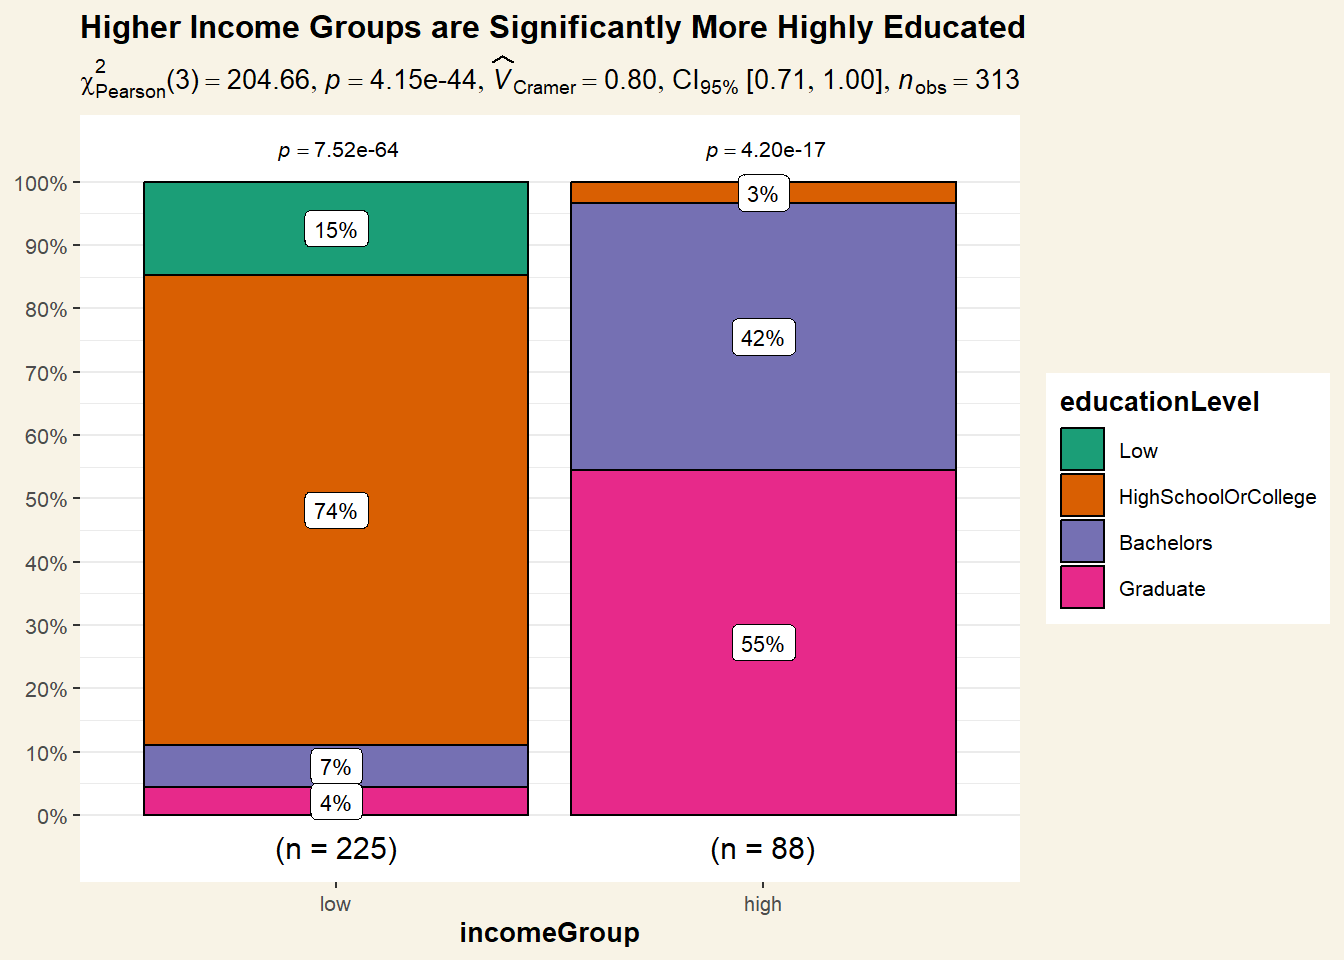 Higher Income Groups are Significantly More Highly Educated
χ²Pearson(3) = 204.66, p = 4.15e-44, V̂Cramer = 0.80, CI95% [0.71, 1.00], nobs = 313
p = 7.52e-64
p = 4.20e-17
100%
90%
80%
70%
60%
50%
40%
30%
20%
10%
0%
15%
74%
7%
4%
3%
42%
55%
(n = 225)
(n = 88)
low
high
incomeGroup
educationLevel
Low
HighSchoolOrCollege
Bachelors
Graduate